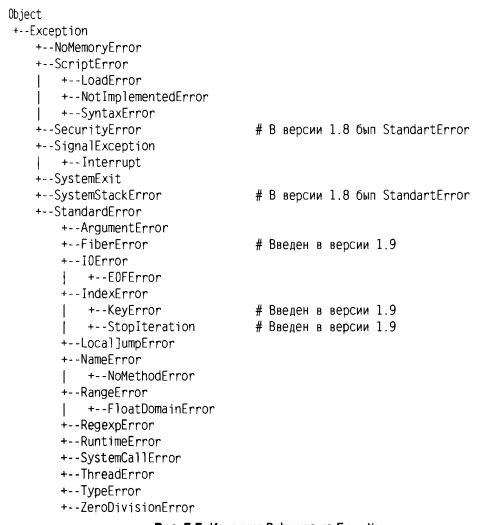 Object
+--Exception
+--NoMemoryError
+--ScriptError
| +--LoadError
| +--NotImplementedError
| +--SyntaxError
+--SecurityError # В версии 1.8 был StandartError
+--SignalException
| +--Interrupt
+--SystemExit
+--SystemStackError # В версии 1.8 был StandartError
+--StandardError
+--ArgumentError
+--FiberError # Введен в версии 1.9
+--IOError
| +--EOFError
+--IndexError
| +--KeyError # Введен в версии 1.9
| +--StopIteration # Введен в версии 1.9
+--LocalJumpError
+--NameError
| +--NoMethodError
+--RangeError
| +--FloatDomainError
+--RegexpError
+--RuntimeError
+--SystemCallError
+--ThreadError
+--TypeError
+--ZeroDivisionError